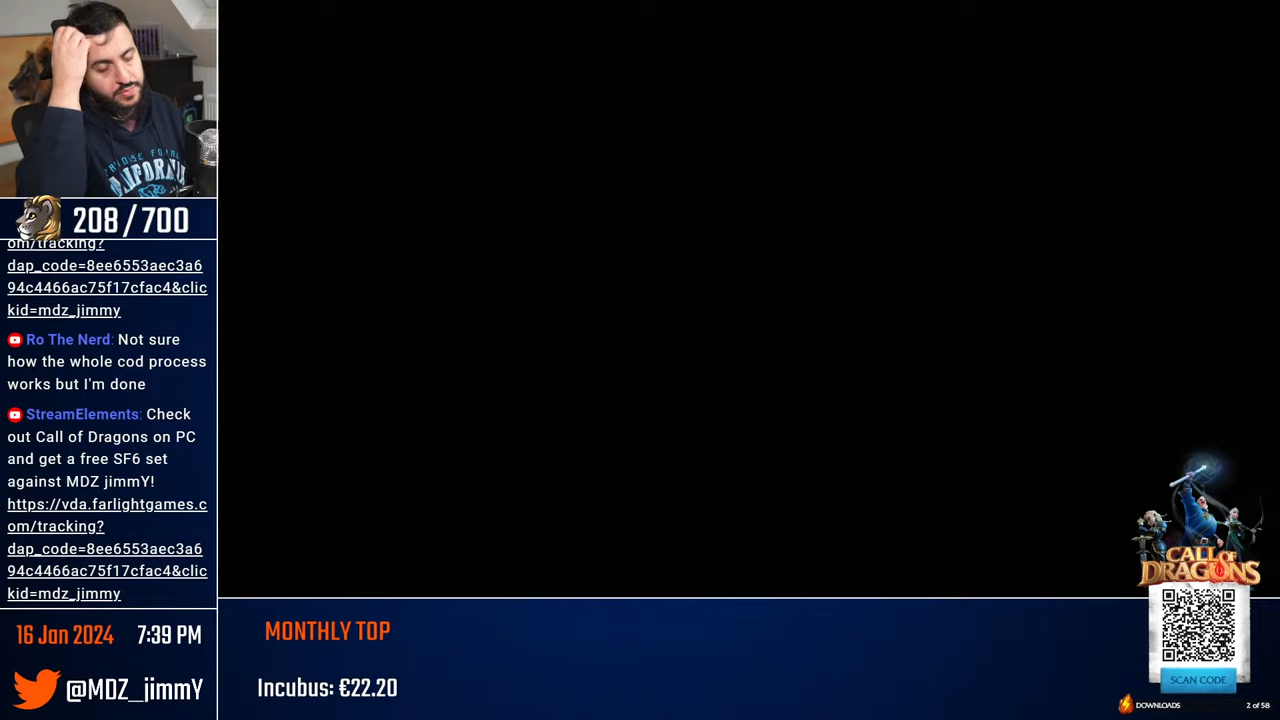 CALIFORNIA
208 / 700
om/tracking?
dap_code=8ee6553aec3a6
94c4466ac75f17cfac4&clic
kid=mdz_jimmy
Ro The Nerd: Not sure
how the whole cod process
works but I'm done
StreamElements: Check
out Call of Dragons on PC
and get a free SF6 set
against MDZ jimmY!
https://vda.farlightgames.c
om/tracking?
dap_code=8ee6553aec3a6
94c4466ac75f17cfac4&clic
kid=mdz_jimmy
16 Jan 2024 7:39 PM
@MDZ_jimmY
MONTHLY TOP
Incubus: €22.20
CALL OF
DRAGONS
SCAN CODE
DOWNLOADS 2 of 58